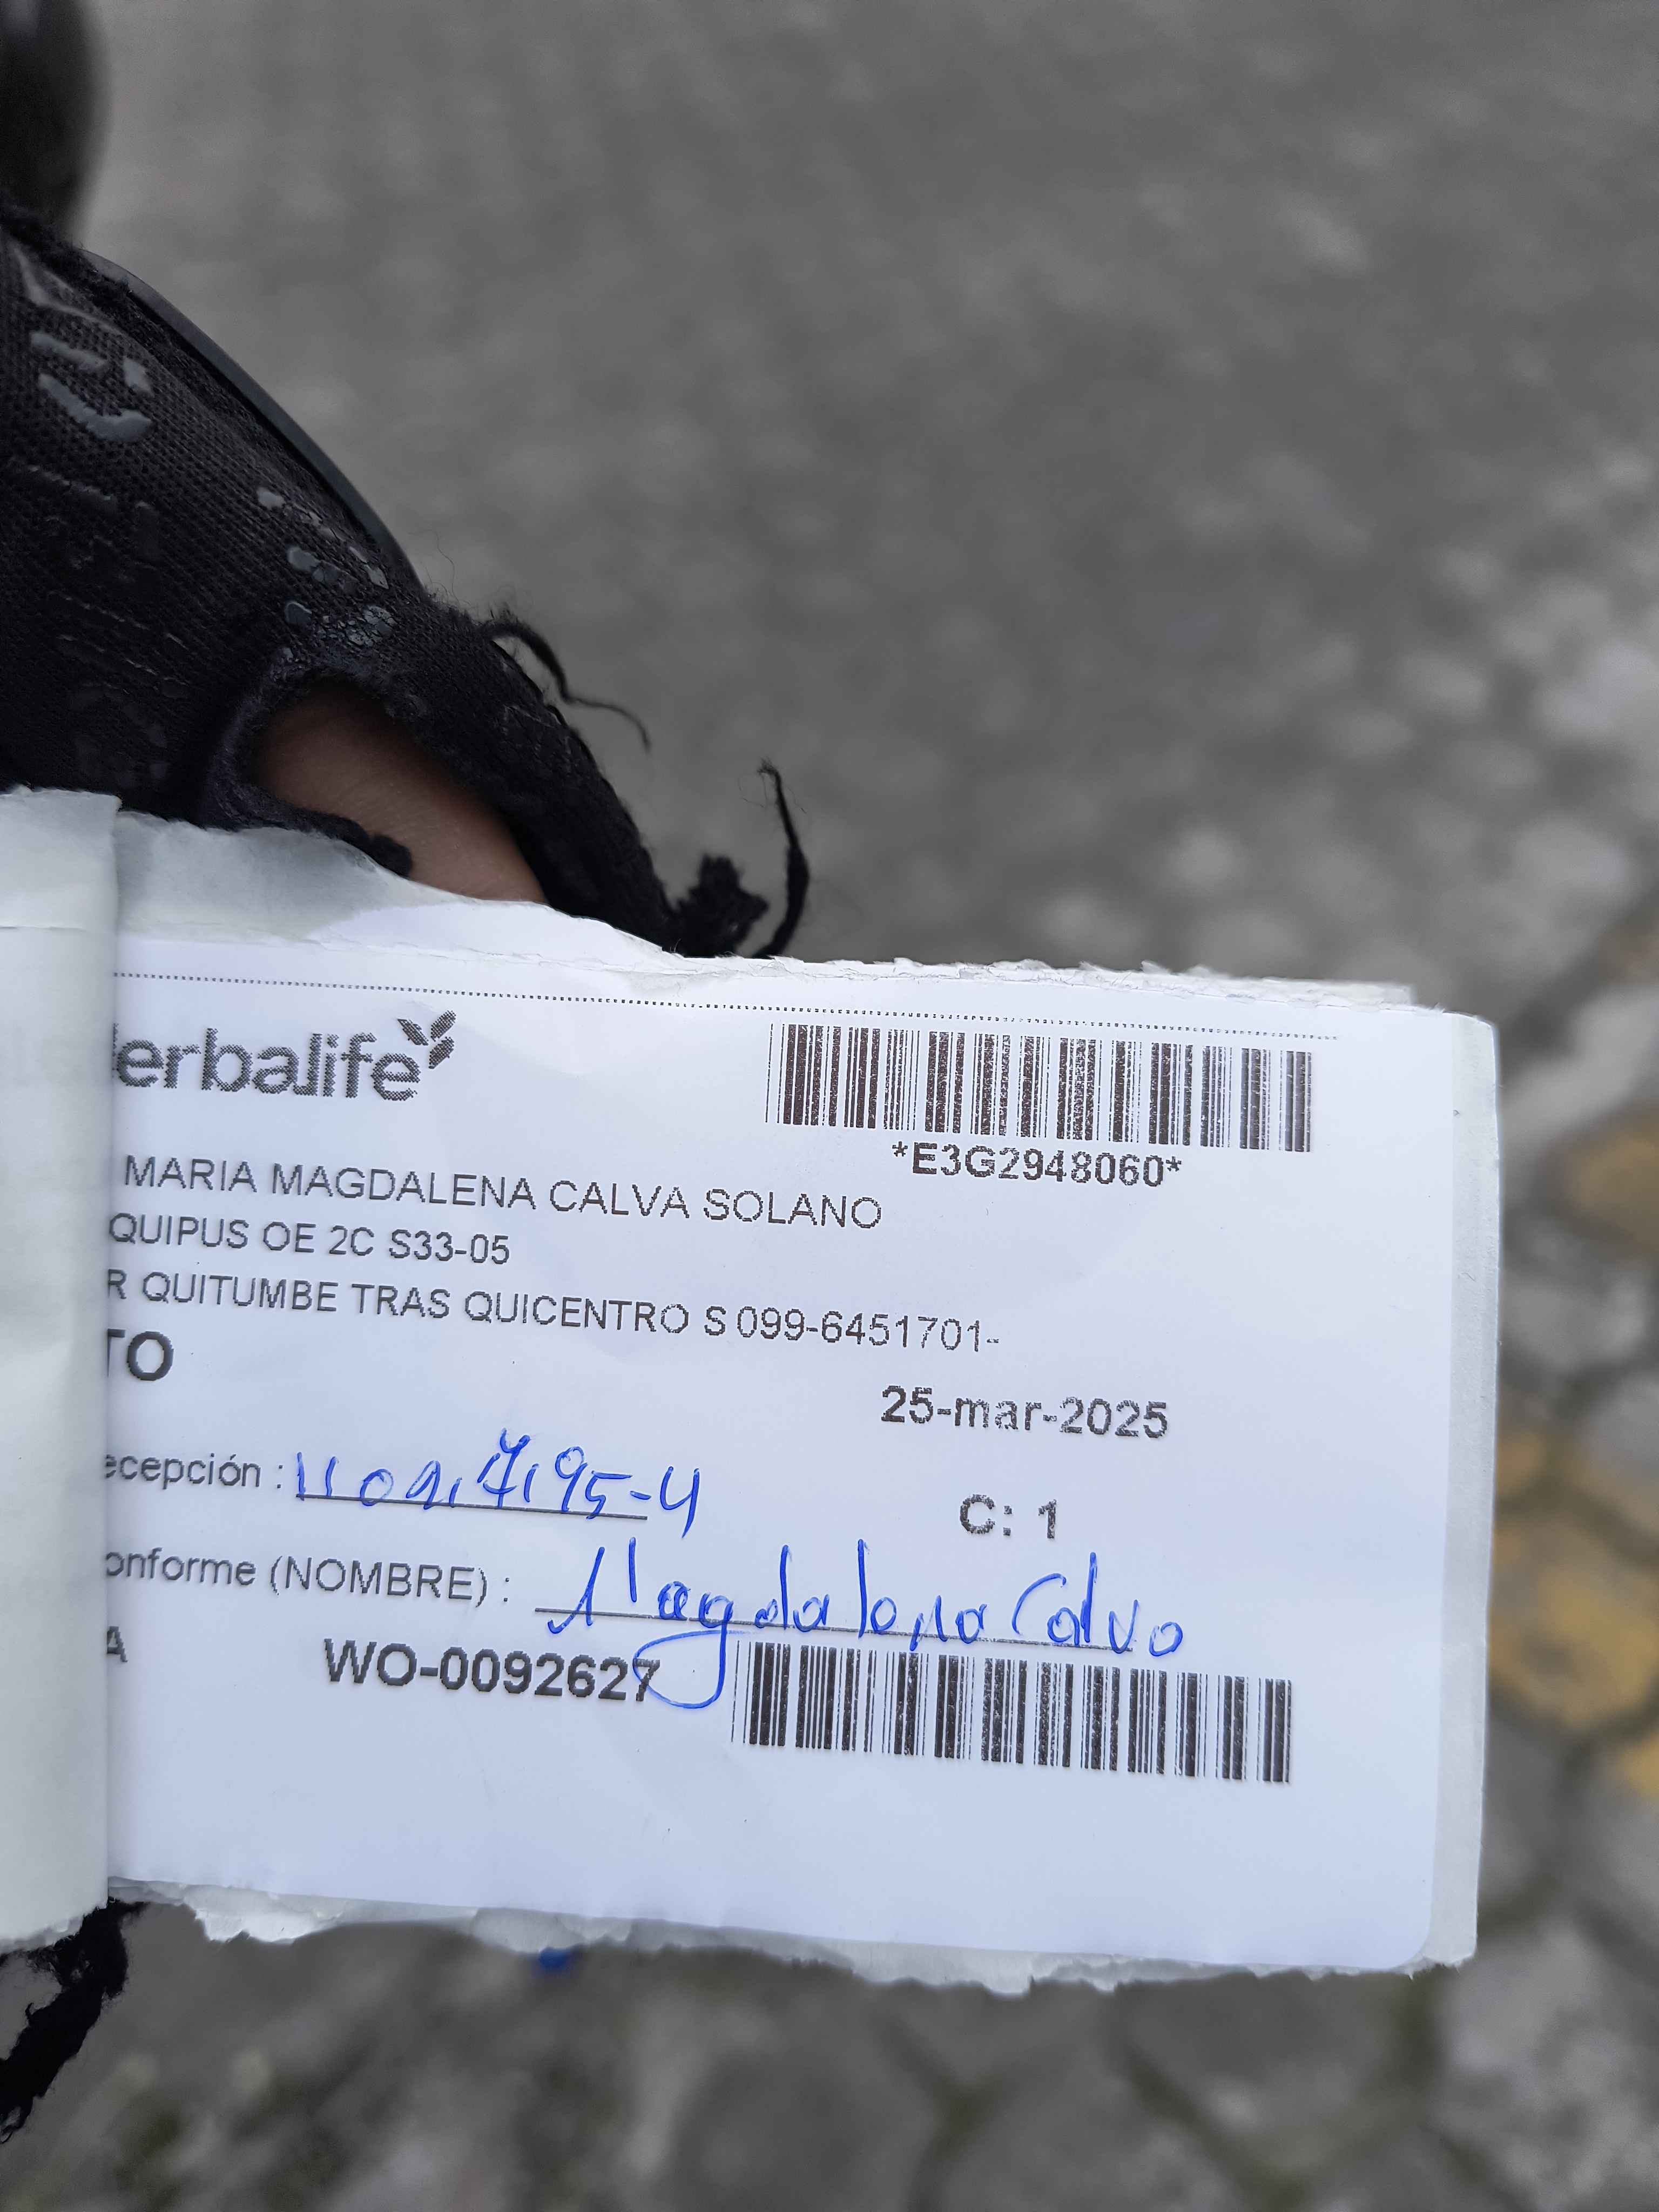 erbalife
*E3G2948060*
MARIA MAGDALENA CALVA SOLANO
QUIPUS OE 2C S33-05
R QUITUMBE TRAS QUICENTRO S 099-6451701-
TO
25-mar-2025
ecepción :
C: 1
onforme (NOMBRE) : Magdalena Calva
A WO-0092627